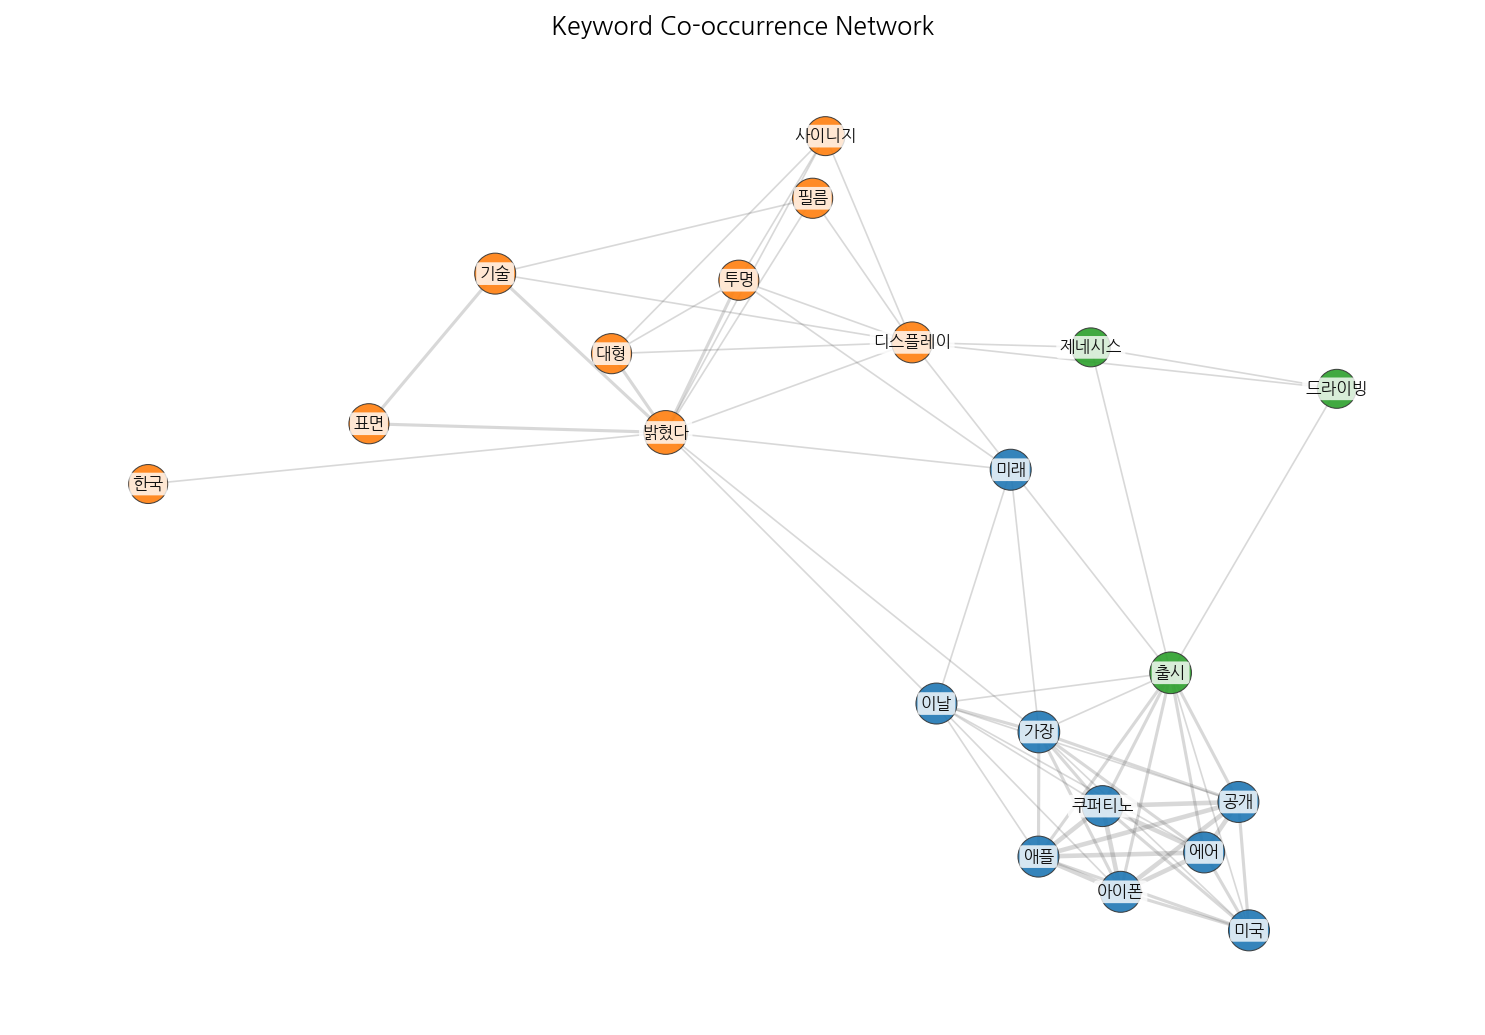 Keyword Co-occurrence Network
사이니지
필름
기술
투명
디스플레이
제네시스
대형
드라이빙
표면
밝혔다
미래
한국
출시
이날
가장
공개
쿠퍼티노
에어
애플
아이폰
미국